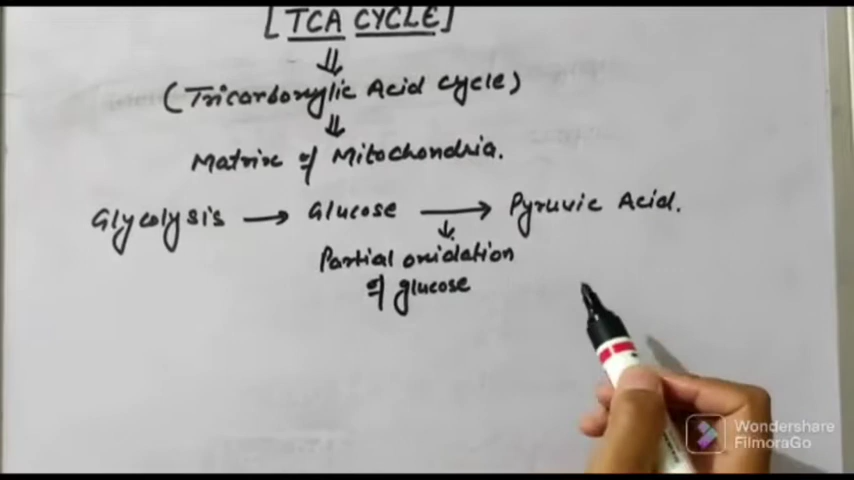 [TCA CYCLE]
(Tricarboxylic Acid cycle)
Matrix of Mitochondria.
Glycolysis → Glucose → Pyruvic Acid.
Partial oxidation
of glucose
Wondershare
FilmoraGo